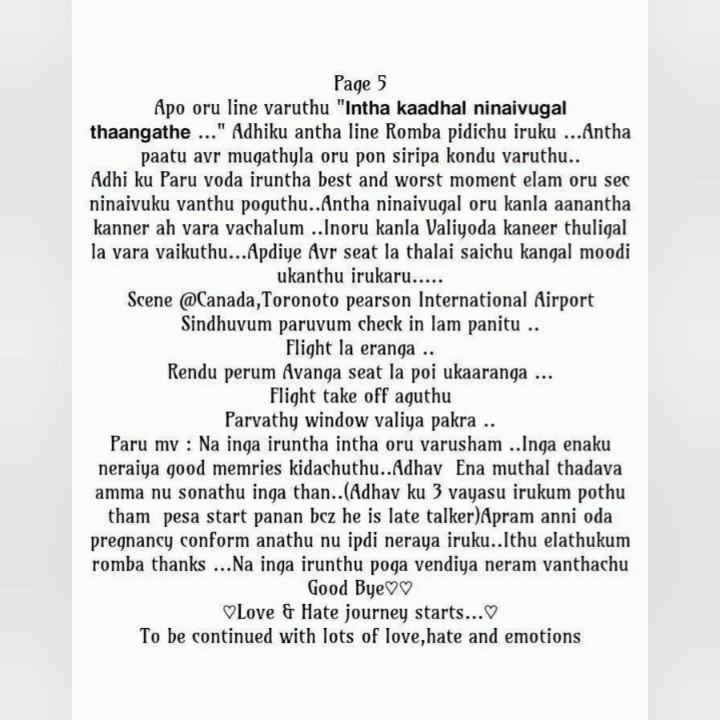 Page 5
Apo oru line varuthu "Intha kaadhal ninaivugal
thaangathe ..." Adhiku antha line Romba pidichu iruku ...Antha
paatu avr mugathyla oru pon siripa kondu varuthu..
Adhi ku Paru voda iruntha best and worst moment elam oru sec
ninaivuku vanthu poguthu..Antha ninaivugal oru kanla aanantha
kanner ah vara vachalum ..Inoru kanla Valiyoda kaneer thuligal
la vara vaikuthu...Apdiye Avr seat la thalai saichu kangal moodi
ukanthu irukaru.....
Scene @Canada,Toronoto pearson International Airport
Sindhuvum paruvum check in lam panitu ..
Flight la eranga ..
Rendu perum Avanga seat la poi ukaaranga ...
Flight take off aguthu
Parvathy window valiya pakra ..
Paru mv : Na inga iruntha intha oru varusham ..Inga enaku
neraiya good memries kidachuthu..Adhav  Ena muthal thadava
amma nu sonathu inga than..(Adhav ku 3 vayasu irukum pothu
tham  pesa start panan bcz he is late talker)Apram anni oda
pregnancy conform anathu nu ipdi neraya iruku..Ithu elathukum
romba thanks ...Na inga irunthu poga vendiya neram vanthachu
Good Bye♡♡
♡Love & Hate journey starts...♡
To be continued with lots of love,hate and emotions